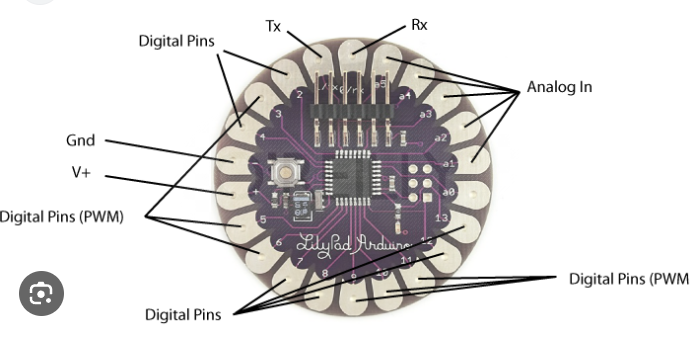 Tx
Rx
Digital Pins
Analog In
Gnd
V+
Digital Pins (PWM)
Digital Pins
Digital Pins (PWM
2
3
4
-
+
5
6
7
8
9
10
11
12
13
a0
a1
a2
a3
a4
a5
LilyPad Arduino